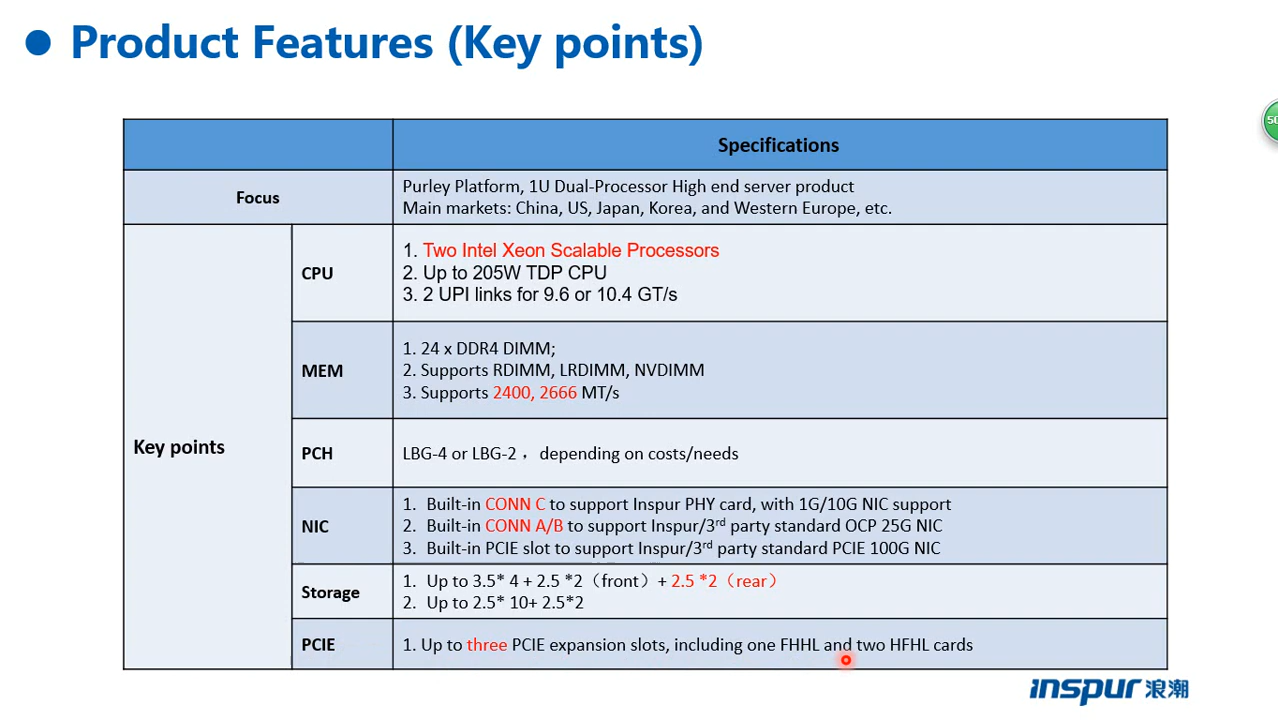 Product Features (Key points)
50
Specifications
Focus
Purley Platform, 1U Dual-Processor High end server product
Main markets: China, US, Japan, Korea, and Western Europe, etc.
Key points
CPU
1. Two Intel Xeon Scalable Processors
2. Up to 205W TDP CPU
3. 2 UPI links for 9.6 or 10.4 GT/s
MEM
1. 24 x DDR4 DIMM;
2. Supports RDIMM, LRDIMM, NVDIMM
3. Supports 2400, 2666 MT/s
PCH
LBG-4 or LBG-2 ，depending on costs/needs
NIC
1. Built-in CONN C to support Inspur PHY card, with 1G/10G NIC support
2. Built-in CONN A/B to support Inspur/3rd party standard OCP 25G NIC
3. Built-in PCIE slot to support Inspur/3rd party standard PCIE 100G NIC
Storage
1. Up to 3.5* 4 + 2.5 *2（front）+ 2.5 *2（rear）
2. Up to 2.5* 10+ 2.5*2
PCIE
1. Up to three PCIE expansion slots, including one FHHL and two HFHL cards
inspur 浪潮